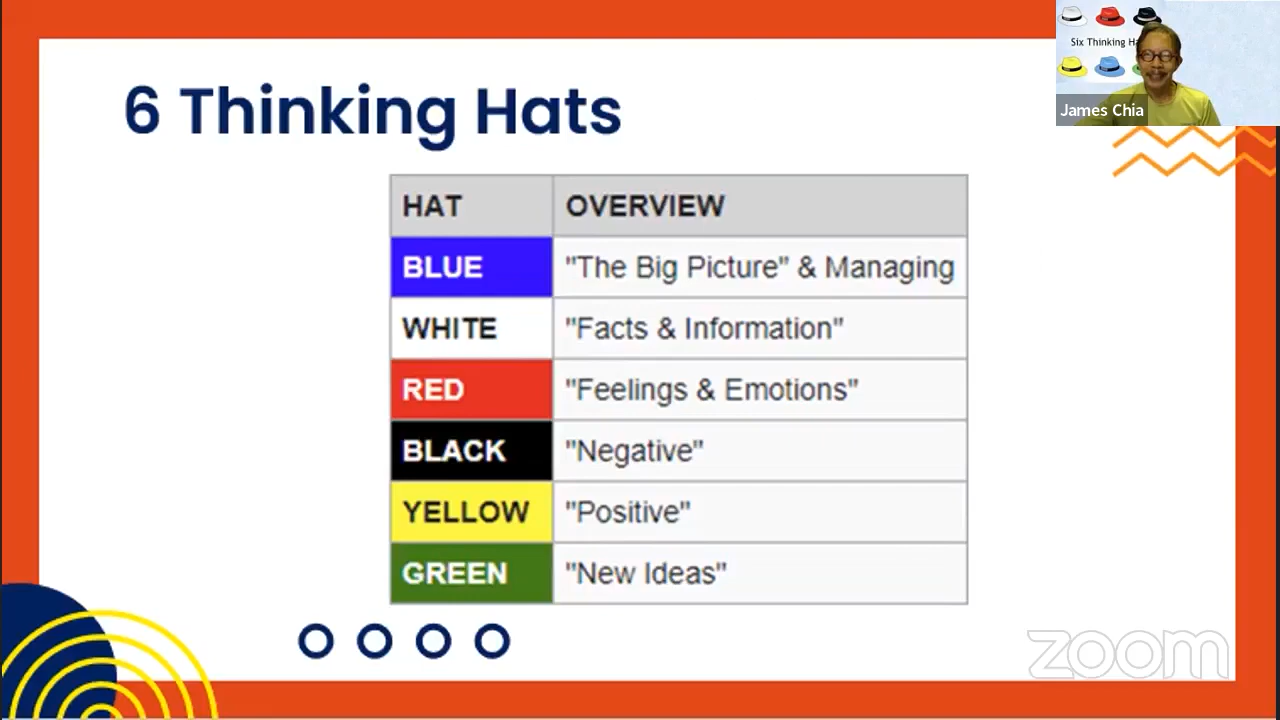 6 Thinking Hats
Six Thinking Ha
James Chia
HAT OVERVIEW
BLUE "The Big Picture" & Managing
WHITE "Facts & Information"
RED "Feelings & Emotions"
BLACK "Negative"
YELLOW "Positive"
GREEN "New Ideas"
zoom